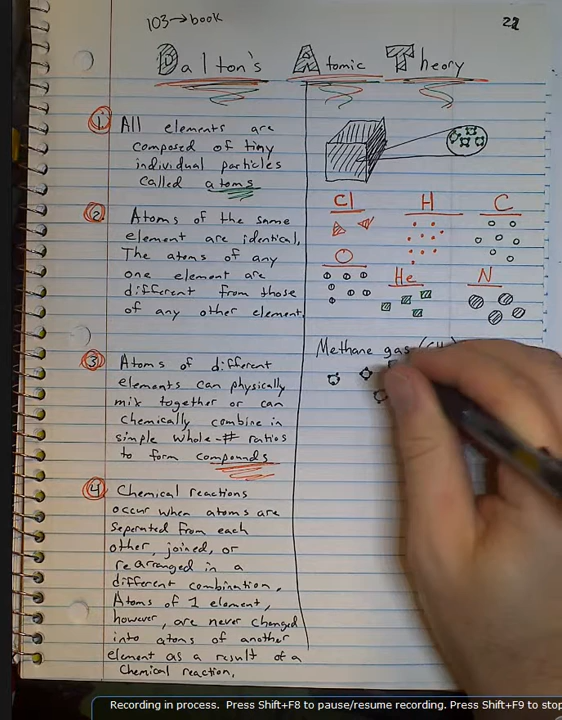 103→book
22
Dalton's Atomic Theory
1 All elements are
composed of tiny
individual particles
called atoms
2 Atoms of the same
element are identical,
The atoms of any
one element are
different from those
of any other element.
3 Atoms of different
elements can physically
mix together or can
chemically combine in
simple whole-# ratios
to form compounds
4 Chemical reactions
occur when atoms are
seperated from each
other, joined, or
rearranged in a
different combination.
Atoms of 1 element,
however, are never changed
into atoms of another
element as a result of a
Chemical reaction.
Cl H C
O He N
Methane gas
Recording in process. Press Shift+F8 to pause/resume recording. Press Shift+F9 to stop